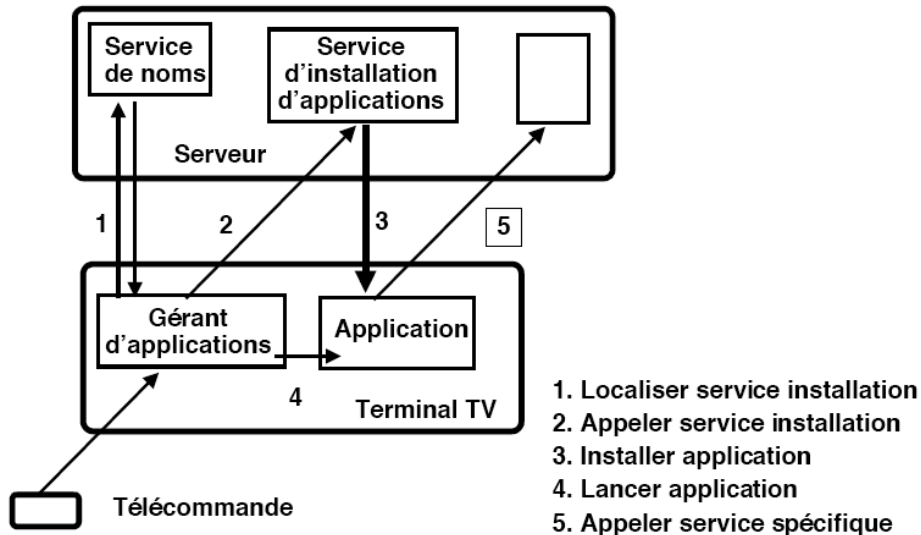 Service
de noms
Service
d'installation
d'applications
Serveur
1
2
3
5
Gérant
d'applications
Application
4
Terminal TV
Télécommande
1. Localiser service installation
2. Appeler service installation
3. Installer application
4. Lancer application
5. Appeler service spécifique